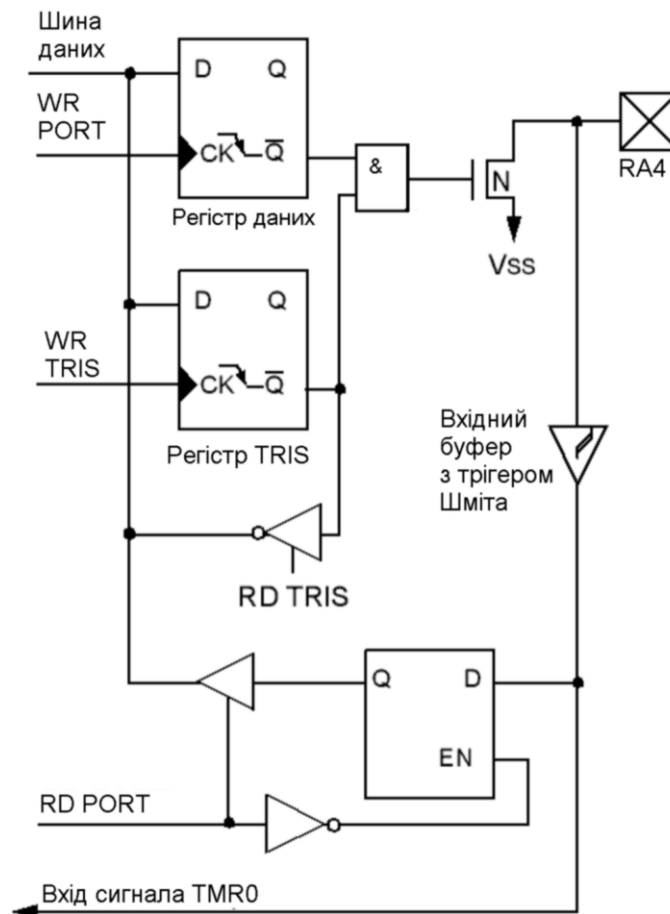 Шина
даних
D Q
WR
PORT
CK Q
&
N
RA4
Регістр даних
Vss
D Q
WR
TRIS
CK Q
Вхідний
буфер
з трігером
Шміта
Регістр TRIS
RD TRIS
Q D
EN
RD PORT
Вхід сигнала TMR0